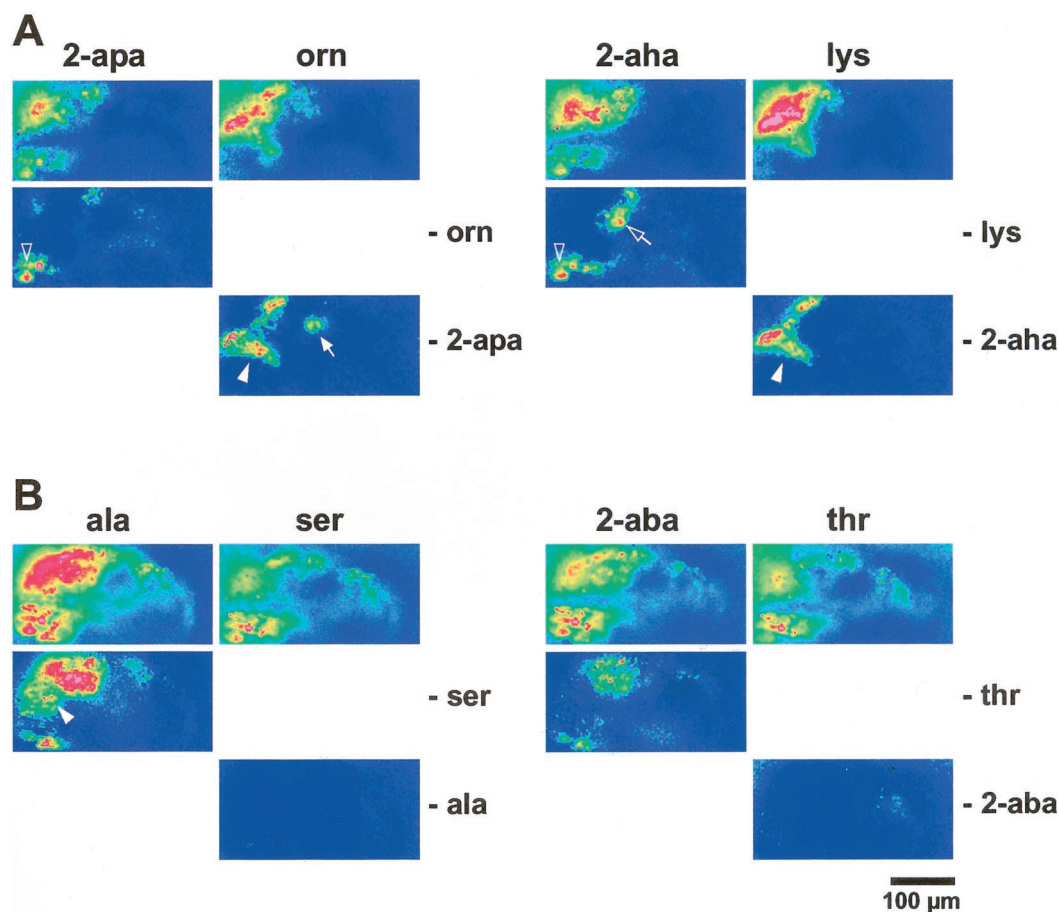 A
2-apa orn 2-aha lys
- orn - lys
- 2-apa - 2-aha
B
ala ser 2-aba thr
- ser - thr
- ala - 2-aba
100 µm